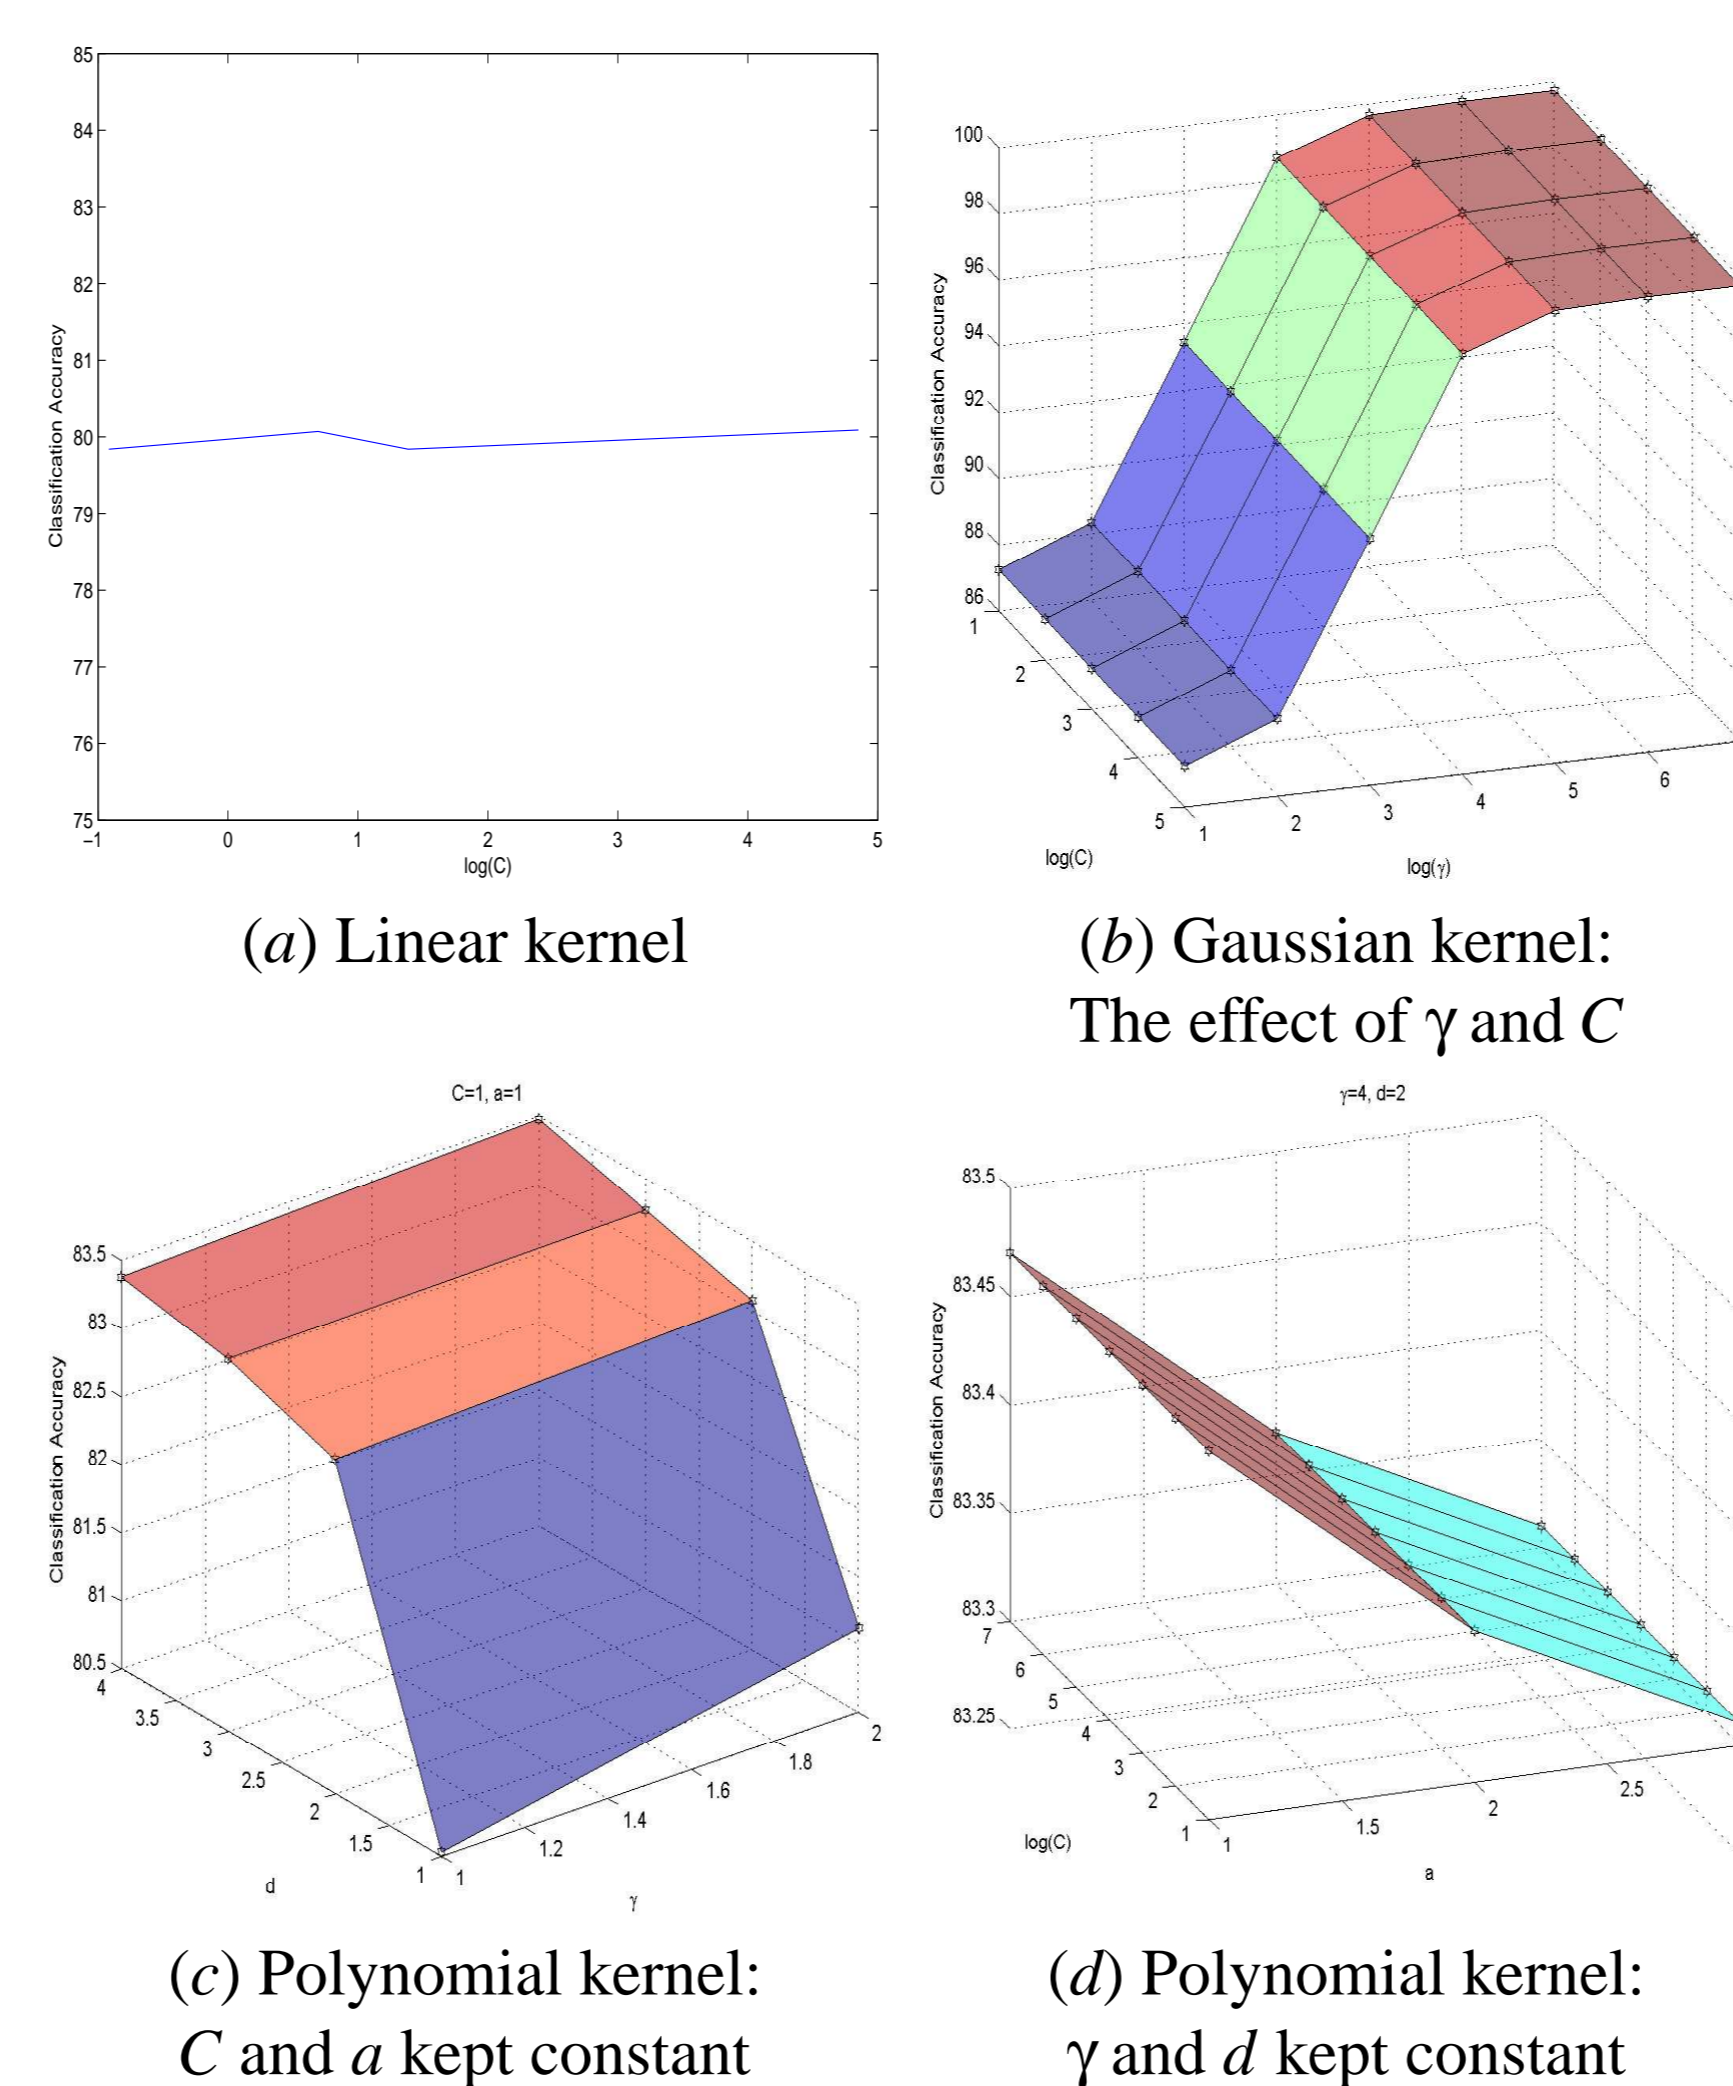 85
84
83
82
81
80
79
78
77
76
75
−1 0 1 2 3 4 5
Classification Accuracy
log(C)
(a) Linear kernel
100
98
96
94
92
90
88
86
1
2
3
4
5
1 2 3 4 5 6
Classification Accuracy
log(C)
log(γ)
(b) Gaussian kernel:
The effect of γ and C
C=1, a=1
83.5
83
82.5
82
81.5
81
80.5
4
3.5
3
2.5
2
1.5
1
1 1.2 1.4 1.6 1.8 2
Classification Accuracy
d
γ
(c) Polynomial kernel:
C and a kept constant
γ=4, d=2
83.5
83.45
83.4
83.35
83.3
83.25
7
6
5
4
3
2
1
1 1.5 2 2.5
Classification Accuracy
log(C)
a
(d) Polynomial kernel:
γ and d kept constant